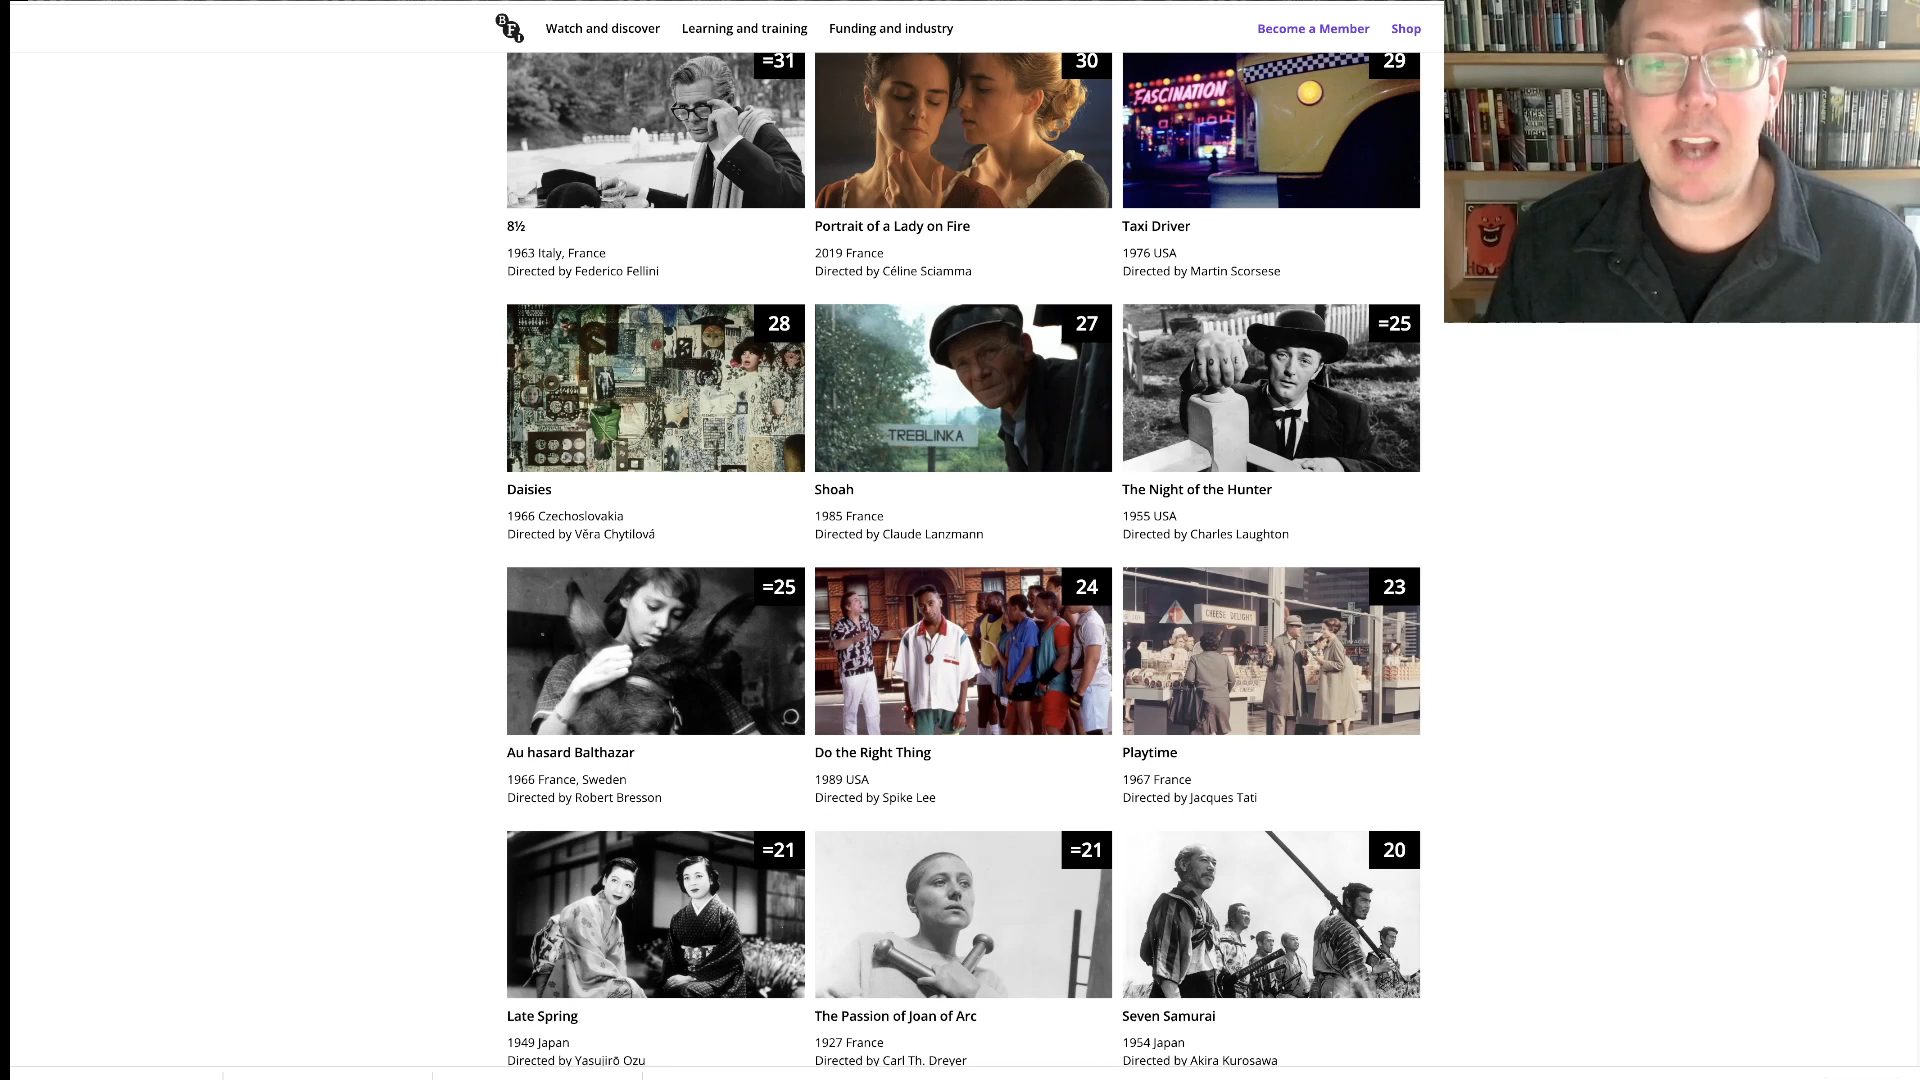 BFI
Watch and discover
Learning and training
Funding and industry
Become a Member
Shop
=31
30
29
FASCINATION
8½
Portrait of a Lady on Fire
Taxi Driver
1963 Italy, France
2019 France
1976 USA
Directed by Federico Fellini
Directed by Céline Sciamma
Directed by Martin Scorsese
28
27
=25
LOVE
TREBLINKA
Daisies
Shoah
The Night of the Hunter
1966 Czechoslovakia
1985 France
1955 USA
Directed by Věra Chytilová
Directed by Claude Lanzmann
Directed by Charles Laughton
=25
24
23
CHEESE DELIGHT
Au hasard Balthazar
Do the Right Thing
Playtime
1966 France, Sweden
1989 USA
1967 France
Directed by Robert Bresson
Directed by Spike Lee
Directed by Jacques Tati
=21
=21
20
Late Spring
The Passion of Joan of Arc
Seven Samurai
1949 Japan
1927 France
1954 Japan
Directed by Yasujirō Ozu
Directed by Carl Th. Dreyer
Directed by Akira Kurosawa